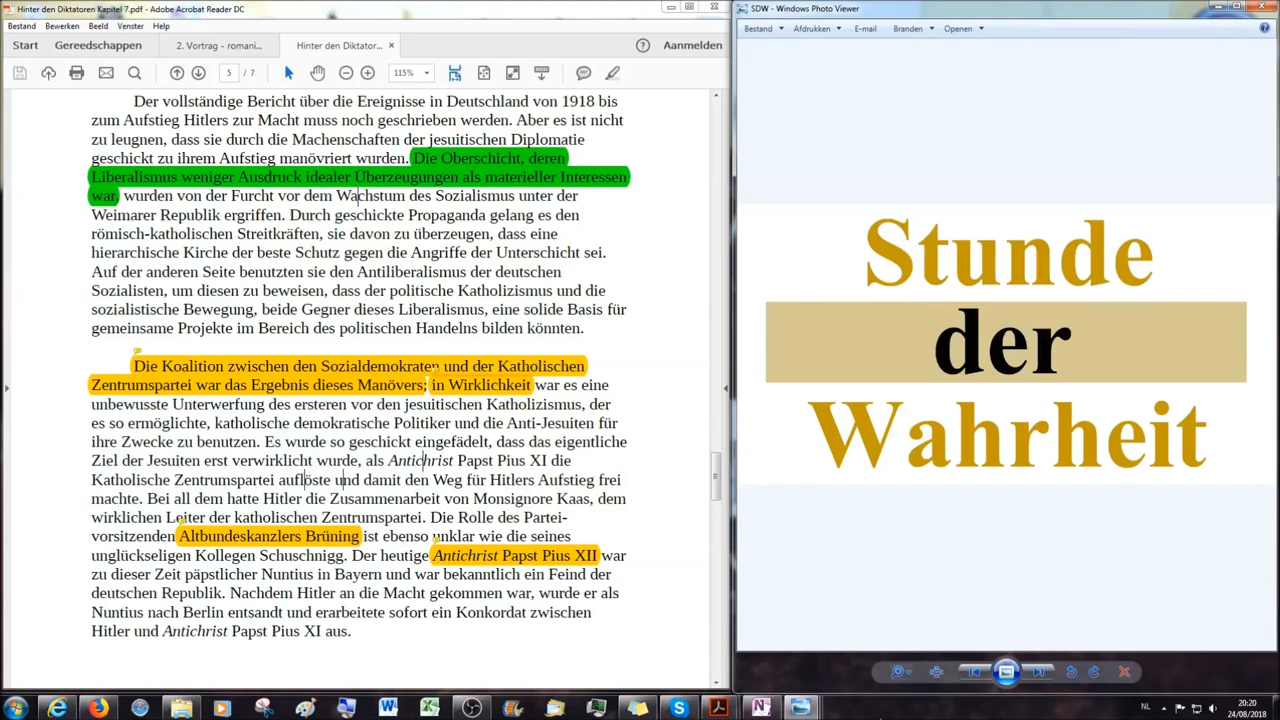 Hinter den Diktatoren Kapitel 7.pdf - Adobe Acrobat Reader DC
Bestand Bewerken Beeld Venster Help
Start Gereedschappen 2. Vortrag - romani... Hinter den Diktator... × Aanmelden
5 / 7 115%
Der vollständige Bericht über die Ereignisse in Deutschland von 1918 bis
zum Aufstieg Hitlers zur Macht muss noch geschrieben werden. Aber es ist nicht
zu leugnen, dass sie durch die Machenschaften der jesuitischen Diplomatie
geschickt zu ihrem Aufstieg manövriert wurden. Die Oberschicht, deren
Liberalismus weniger Ausdruck idealer Überzeugungen als materieller Interessen
war, wurden von der Furcht vor dem Wachstum des Sozialismus unter der
Weimarer Republik ergriffen. Durch geschickte Propaganda gelang es den
römisch-katholischen Streitkräften, sie davon zu überzeugen, dass eine
hierarchische Kirche der beste Schutz gegen die Angriffe der Unterschicht sei.
Auf der anderen Seite benutzten sie den Antiliberalismus der deutschen
Sozialisten, um diesen zu beweisen, dass der politische Katholizismus und die
sozialistische Bewegung, beide Gegner dieses Liberalismus, eine solide Basis für
gemeinsame Projekte im Bereich des politischen Handelns bilden könnten.
Die Koalition zwischen den Sozialdemokraten und der Katholischen
Zentrumspartei war das Ergebnis dieses Manövers; in Wirklichkeit war es eine
unbewusste Unterwerfung des ersteren vor den jesuitischen Katholizismus, der
es so ermöglichte, katholische demokratische Politiker und die Anti-Jesuiten für
ihre Zwecke zu benutzen. Es wurde so geschickt eingefädelt, dass das eigentliche
Ziel der Jesuiten erst verwirklicht wurde, als Antichrist Papst Pius XI die
Katholische Zentrumspartei auflöste und damit den Weg für Hitlers Aufstieg frei
machte. Bei all dem hatte Hitler die Zusammenarbeit von Monsignore Kaas, dem
wirklichen Leiter der katholischen Zentrumspartei. Die Rolle des Partei-
vorsitzenden Altbundeskanzlers Brüning ist ebenso unklar wie die seines
unglückseligen Kollegen Schuschnigg. Der heutige Antichrist Papst Pius XII war
zu dieser Zeit päpstlicher Nuntius in Bayern und war bekanntlich ein Feind der
deutschen Republik. Nachdem Hitler an die Macht gekommen war, wurde er als
Nuntius nach Berlin entsandt und erarbeitete sofort ein Konkordat zwischen
Hitler und Antichrist Papst Pius XI aus.
SDW - Windows Photo Viewer
Bestand Afdrukken E-mail Branden Openen
Stunde
der
Wahrheit
NL 20:20
24/08/2018